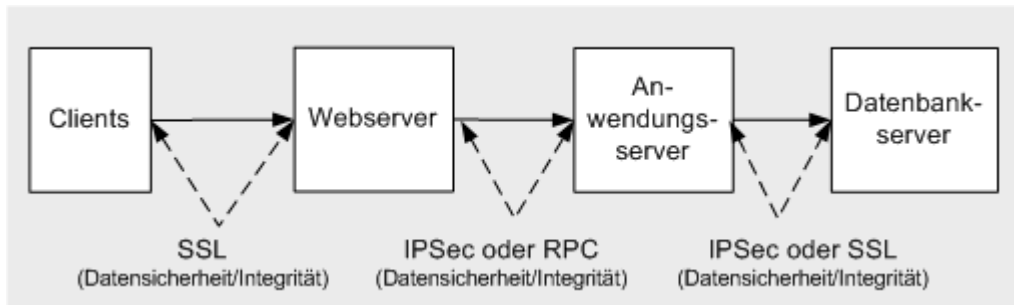 Clients
Webserver
An-
wendungs-
server
Datenbank-
server
SSL
(Datensicherheit/Integrität)
IPSec oder RPC
(Datensicherheit/Integrität)
IPSec oder SSL
(Datensicherheit/Integrität)